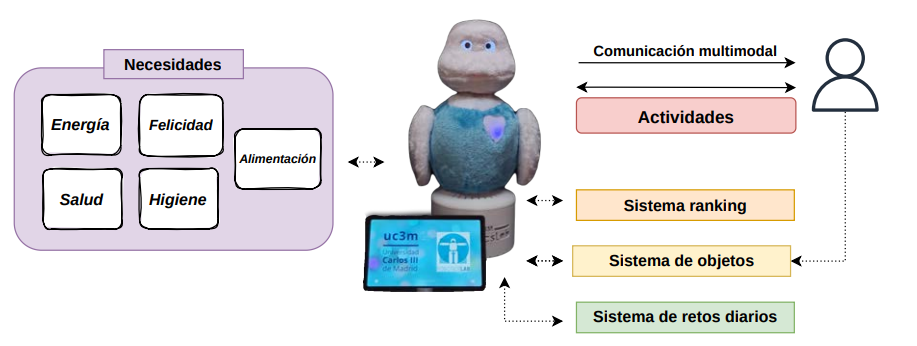 Necesidades
Energía
Felicidad
Alimentación
Salud
Higiene
Comunicación multimodal
Actividades
Sistema ranking
Sistema de objetos
Sistema de retos diarios
uc3m
Universidad
Carlos III
de Madrid
LAB